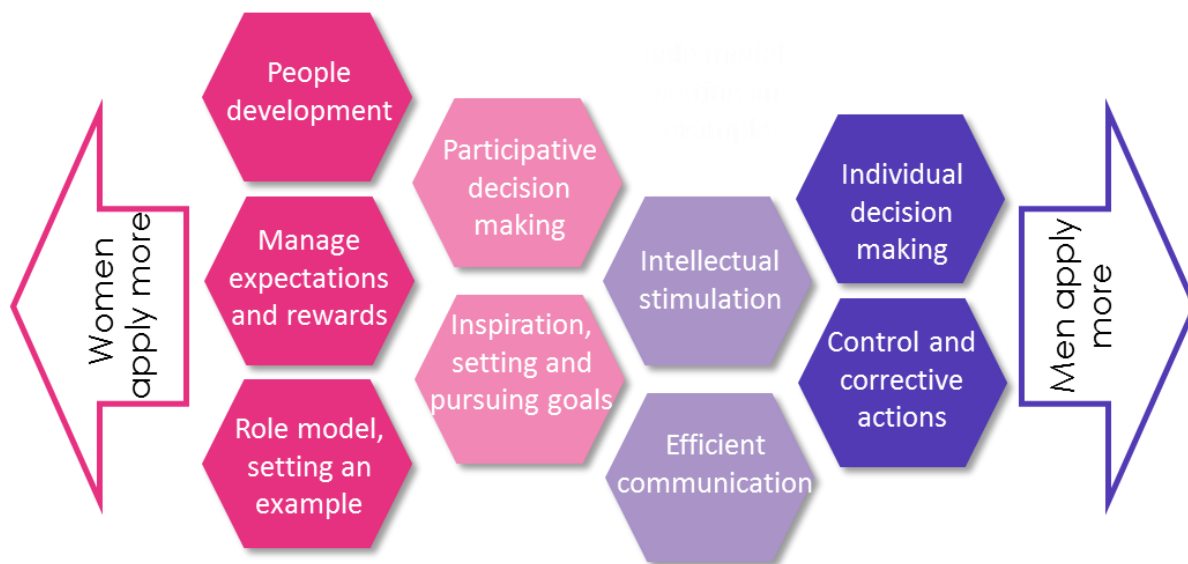 Women
apply more
People
development
Manage
expectations
and rewards
Role model,
setting an
example
Participative
decision
making
Inspiration,
setting and
pursuing goals
Intellectual
stimulation
Efficient
communication
Individual
decision
making
Control and
corrective
actions
Men apply
more